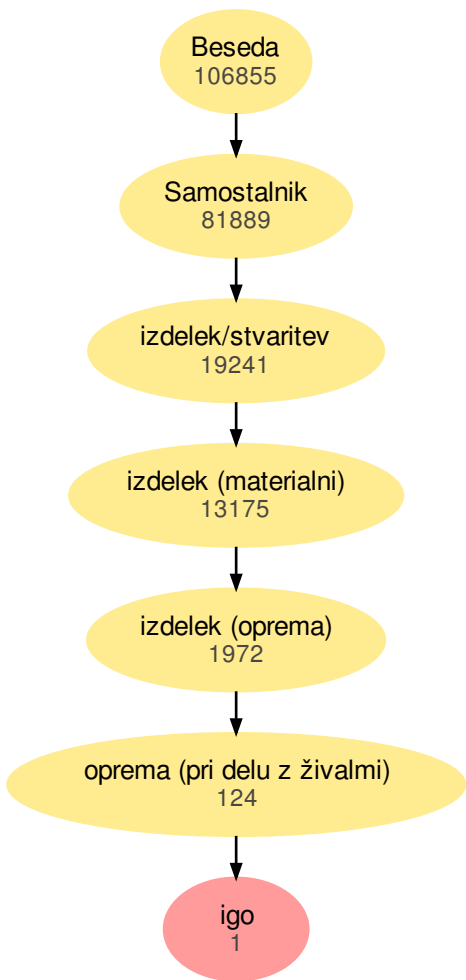 Beseda
106855
Samostalnik
81889
izdelek/stvaritev
19241
izdelek (materialni)
13175
izdelek (oprema)
1972
oprema (pri delu z živalmi)
124
igo
1